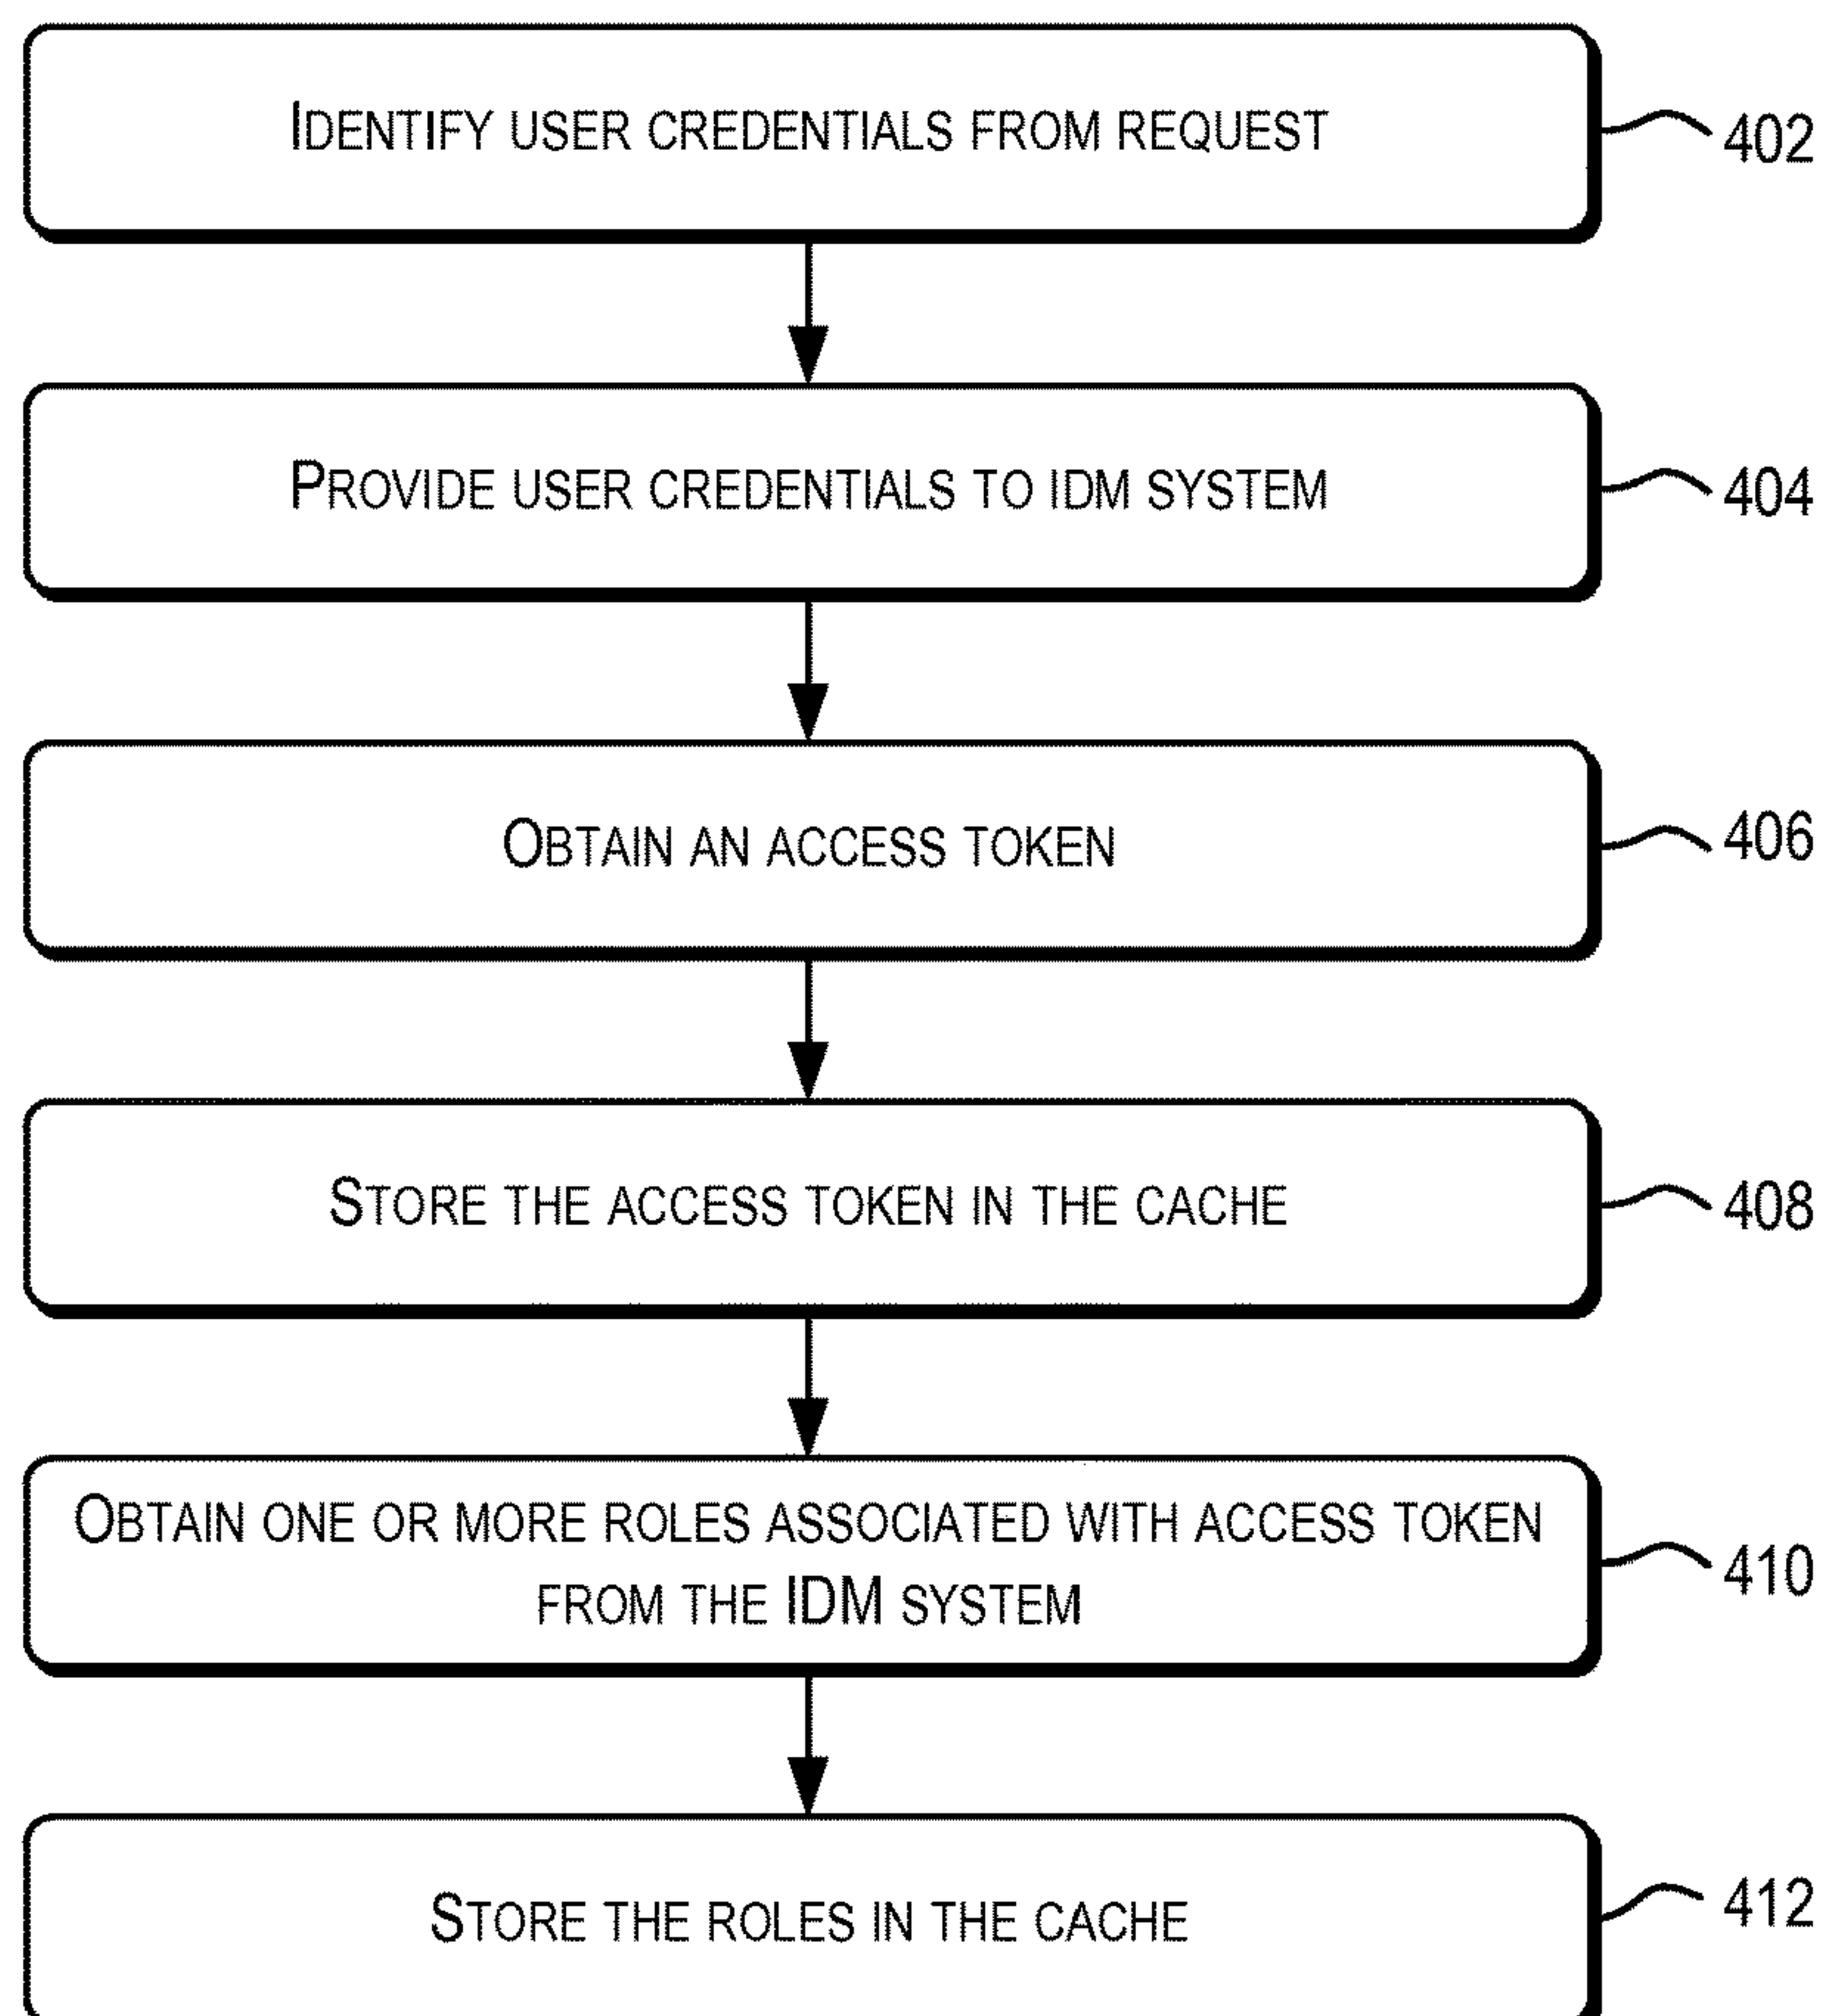 IDENTIFY USER CREDENTIALS FROM REQUEST
402
PROVIDE USER CREDENTIALS TO IDM SYSTEM
404
OBTAIN AN ACCESS TOKEN
406
STORE THE ACCESS TOKEN IN THE CACHE
408
OBTAIN ONE OR MORE ROLES ASSOCIATED WITH ACCESS TOKEN
FROM THE IDM SYSTEM
410
STORE THE ROLES IN THE CACHE
412